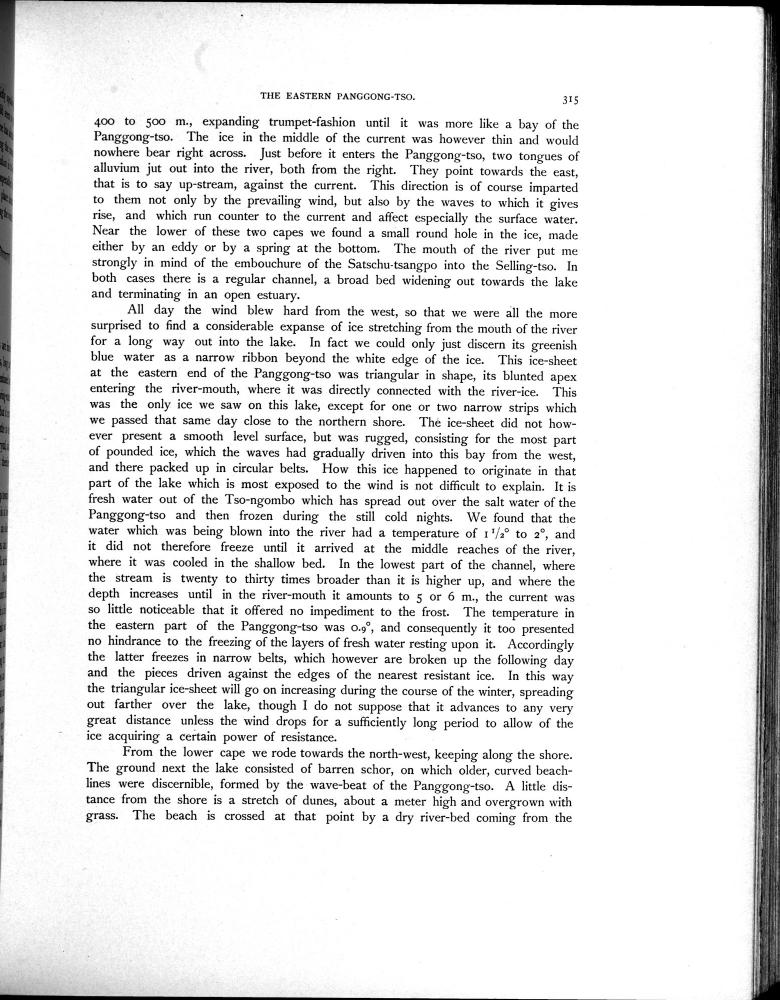 THE EASTERN PANGGONG-TSO. 315
400 to 500 m., expanding trumpet-fashion until it was more like a bay of the
Panggong-tso. The ice in the middle of the current was however thin and would
nowhere bear right across. Just before it enters the Panggong-tso, two tongues of
alluvium jut out into the river, both from the right. They point towards the east,
that is to say up-stream, against the current. This direction is of course imparted
to them not only by the prevailing wind, but also by the waves to which it gives
rise, and which run counter to the current and affect especially the surface water.
Near the lower of these two capes we found a small round hole in the ice, made
either by an eddy or by a spring at the bottom. The mouth of the river put me
strongly in mind of the embouchure of the Satschu-tsangpo into the Selling-tso. In
both cases there is a regular channel, a broad bed widening out towards the lake
and terminating in an open estuary.
All day the wind blew hard from the west, so that we were all the more
surprised to find a considerable expanse of ice stretching from the mouth of the river
for a long way out into the lake. In fact we could only just discern its greenish
blue water as a narrow ribbon beyond the white edge of the ice. This ice-sheet
at the eastern end of the Panggong-tso was triangular in shape, its blunted apex
entering the river-mouth, where it was directly connected with the river-ice. This
was the only ice we saw on this lake, except for one or two narrow strips which
we passed that same day close to the northern shore. The ice-sheet did not how-
ever present a smooth level surface, but was rugged, consisting for the most part
of pounded ice, which the waves had gradually driven into this bay from the west,
and there packed up in circular belts. How this ice happened to originate in that
part of the lake which is most exposed to the wind is not difficult to explain. It is
fresh water out of the Tso-ngombo which has spread out over the salt water of the
Panggong-tso and then frozen during the still cold nights. We found that the
water which was being blown into the river had a temperature of 1 1/2° to 2°, and
it did not therefore freeze until it arrived at the middle reaches of the river,
where it was cooled in the shallow bed. In the lowest part of the channel, where
the stream is twenty to thirty times broader than it is higher up, and where the
depth increases until in the river-mouth it amounts to 5 or 6 m., the current was
so little noticeable that it offered no impediment to the frost. The temperature in
the eastern part of the Panggong-tso was 0.9°, and consequently it too presented
no hindrance to the freezing of the layers of fresh water resting upon it. Accordingly
the latter freezes in narrow belts, which however are broken up the following day
and the pieces driven against the edges of the nearest resistant ice. In this way
the triangular ice-sheet will go on increasing during the course of the winter, spreading
out farther over the lake, though I do not suppose that it advances to any very
great distance unless the wind drops for a sufficiently long period to allow of the
ice acquiring a certain power of resistance.
From the lower cape we rode towards the north-west, keeping along the shore.
The ground next the lake consisted of barren schor, on which older, curved beach-
lines were discernible, formed by the wave-beat of the Panggong-tso. A little dis-
tance from the shore is a stretch of dunes, about a meter high and overgrown with
grass. The beach is crossed at that point by a dry river-bed coming from the